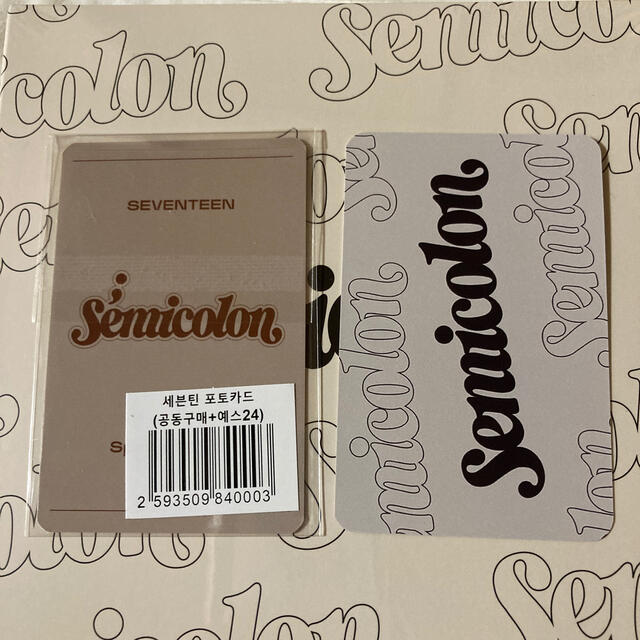 Semicolon
Semicolon
SEVENTEEN
Semicolon
세븐틴 포토카드
(공동구매+예스24)
2 593509 840003
Semicolon
Semicolon
Semicolon
Semicolon